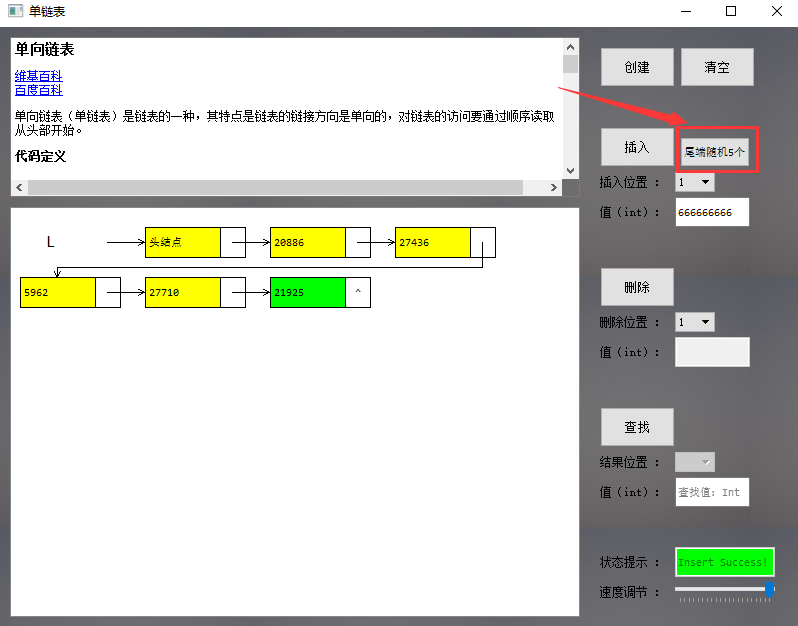 单链表
单向链表
维基百科
百度百科
单向链表（单链表）是链表的一种，其特点是链表的链接方向是单向的，对链表的访问要通过顺序读取
从头部开始。
代码定义
创建
清空
插入
尾端随机5个
插入位置 ：
1
值（int）：
666666666
删除
删除位置 ：
1
值（int）：
查找
结果位置 ：
值（int）：
查找值: Int
状态提示 ：
Insert Success!
速度调节 ：
L
头结点
20886
27436
5962
27710
21925
^